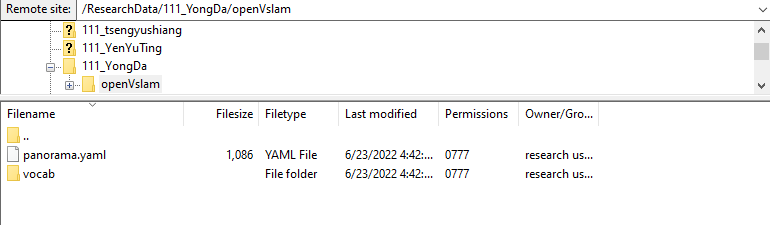 Remote site: /ResearchData/111_YongDa/openVslam
? 111_tsengyushiang
? 111_YenYuTing
111_YongDa
openVslam
Filename Filesize Filetype Last modified Permissions Owner/Gro...
..
panorama.yaml 1,086 YAML File 6/23/2022 4:42:... 0777 research us...
vocab File folder 6/23/2022 4:42:... 0777 research us...